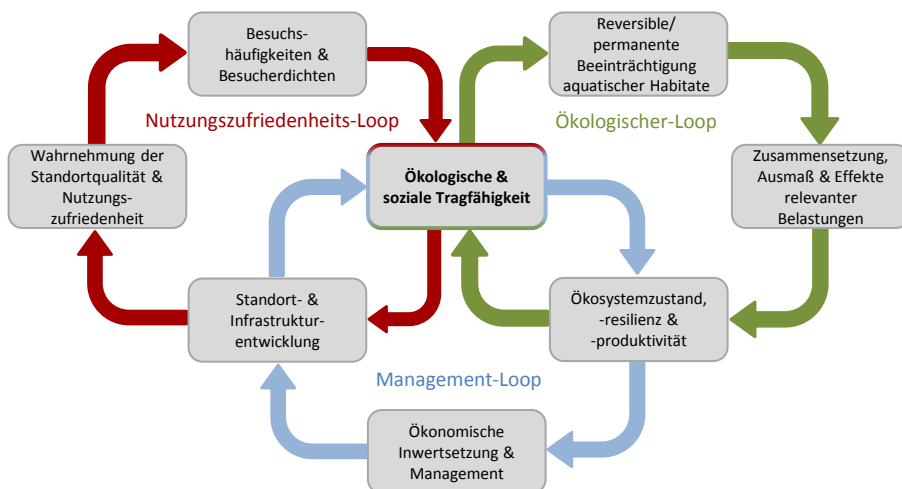 Besuchs-
häufigkeiten &
Besucherdichten
Reversible/
permanente
Beeinträchtigung
aquatischer Habitate
Nutzungszufriedenheits-Loop
Ökologischer-Loop
Wahrnehmung der
Standortqualität &
Nutzungs-
zufriedenheit
Ökologische &
soziale Tragfähigkeit
Zusammensetzung,
Ausmaß & Effekte
relevanter
Belastungen
Standort- &
Infrastruktur-
entwicklung
Ökosystemzustand,
-resilienz &
-produktivität
Management-Loop
Ökonomische
Inwertsetzung &
Management